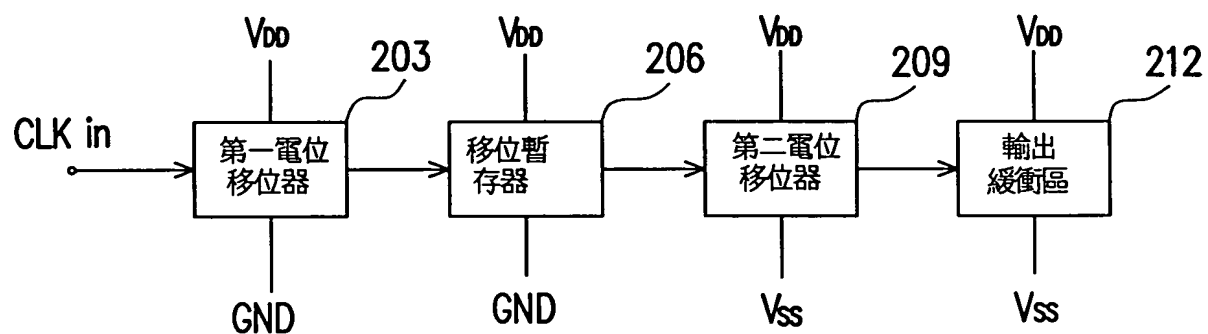 VDD
VDD
VDD
VDD
203
206
209
212
CLK in
第一電位
移位器
移位暫
存器
第二電位
移位器
輸出
緩衝區
GND
GND
VSS
VSS